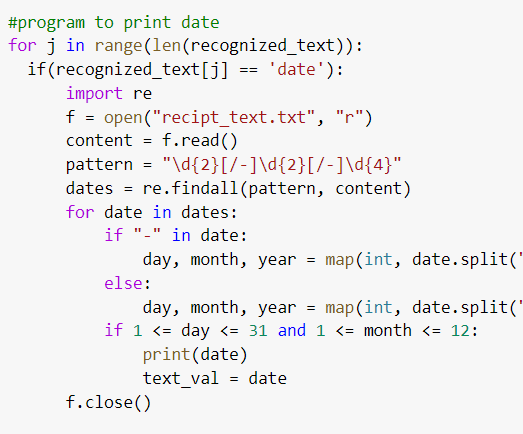 #program to print date
for j in range(len(recognized_text)):
  if(recognized_text[j] == 'date'):
      import re
      f = open("recipt_text.txt", "r")
      content = f.read()
      pattern = "\d{2}[/-]\d{2}[/-]\d{4}"
      dates = re.findall(pattern, content)
      for date in dates:
          if "-" in date:
              day, month, year = map(int, date.split('
          else:
              day, month, year = map(int, date.split('
          if 1 <= day <= 31 and 1 <= month <= 12:
              print(date)
              text_val = date
      f.close()